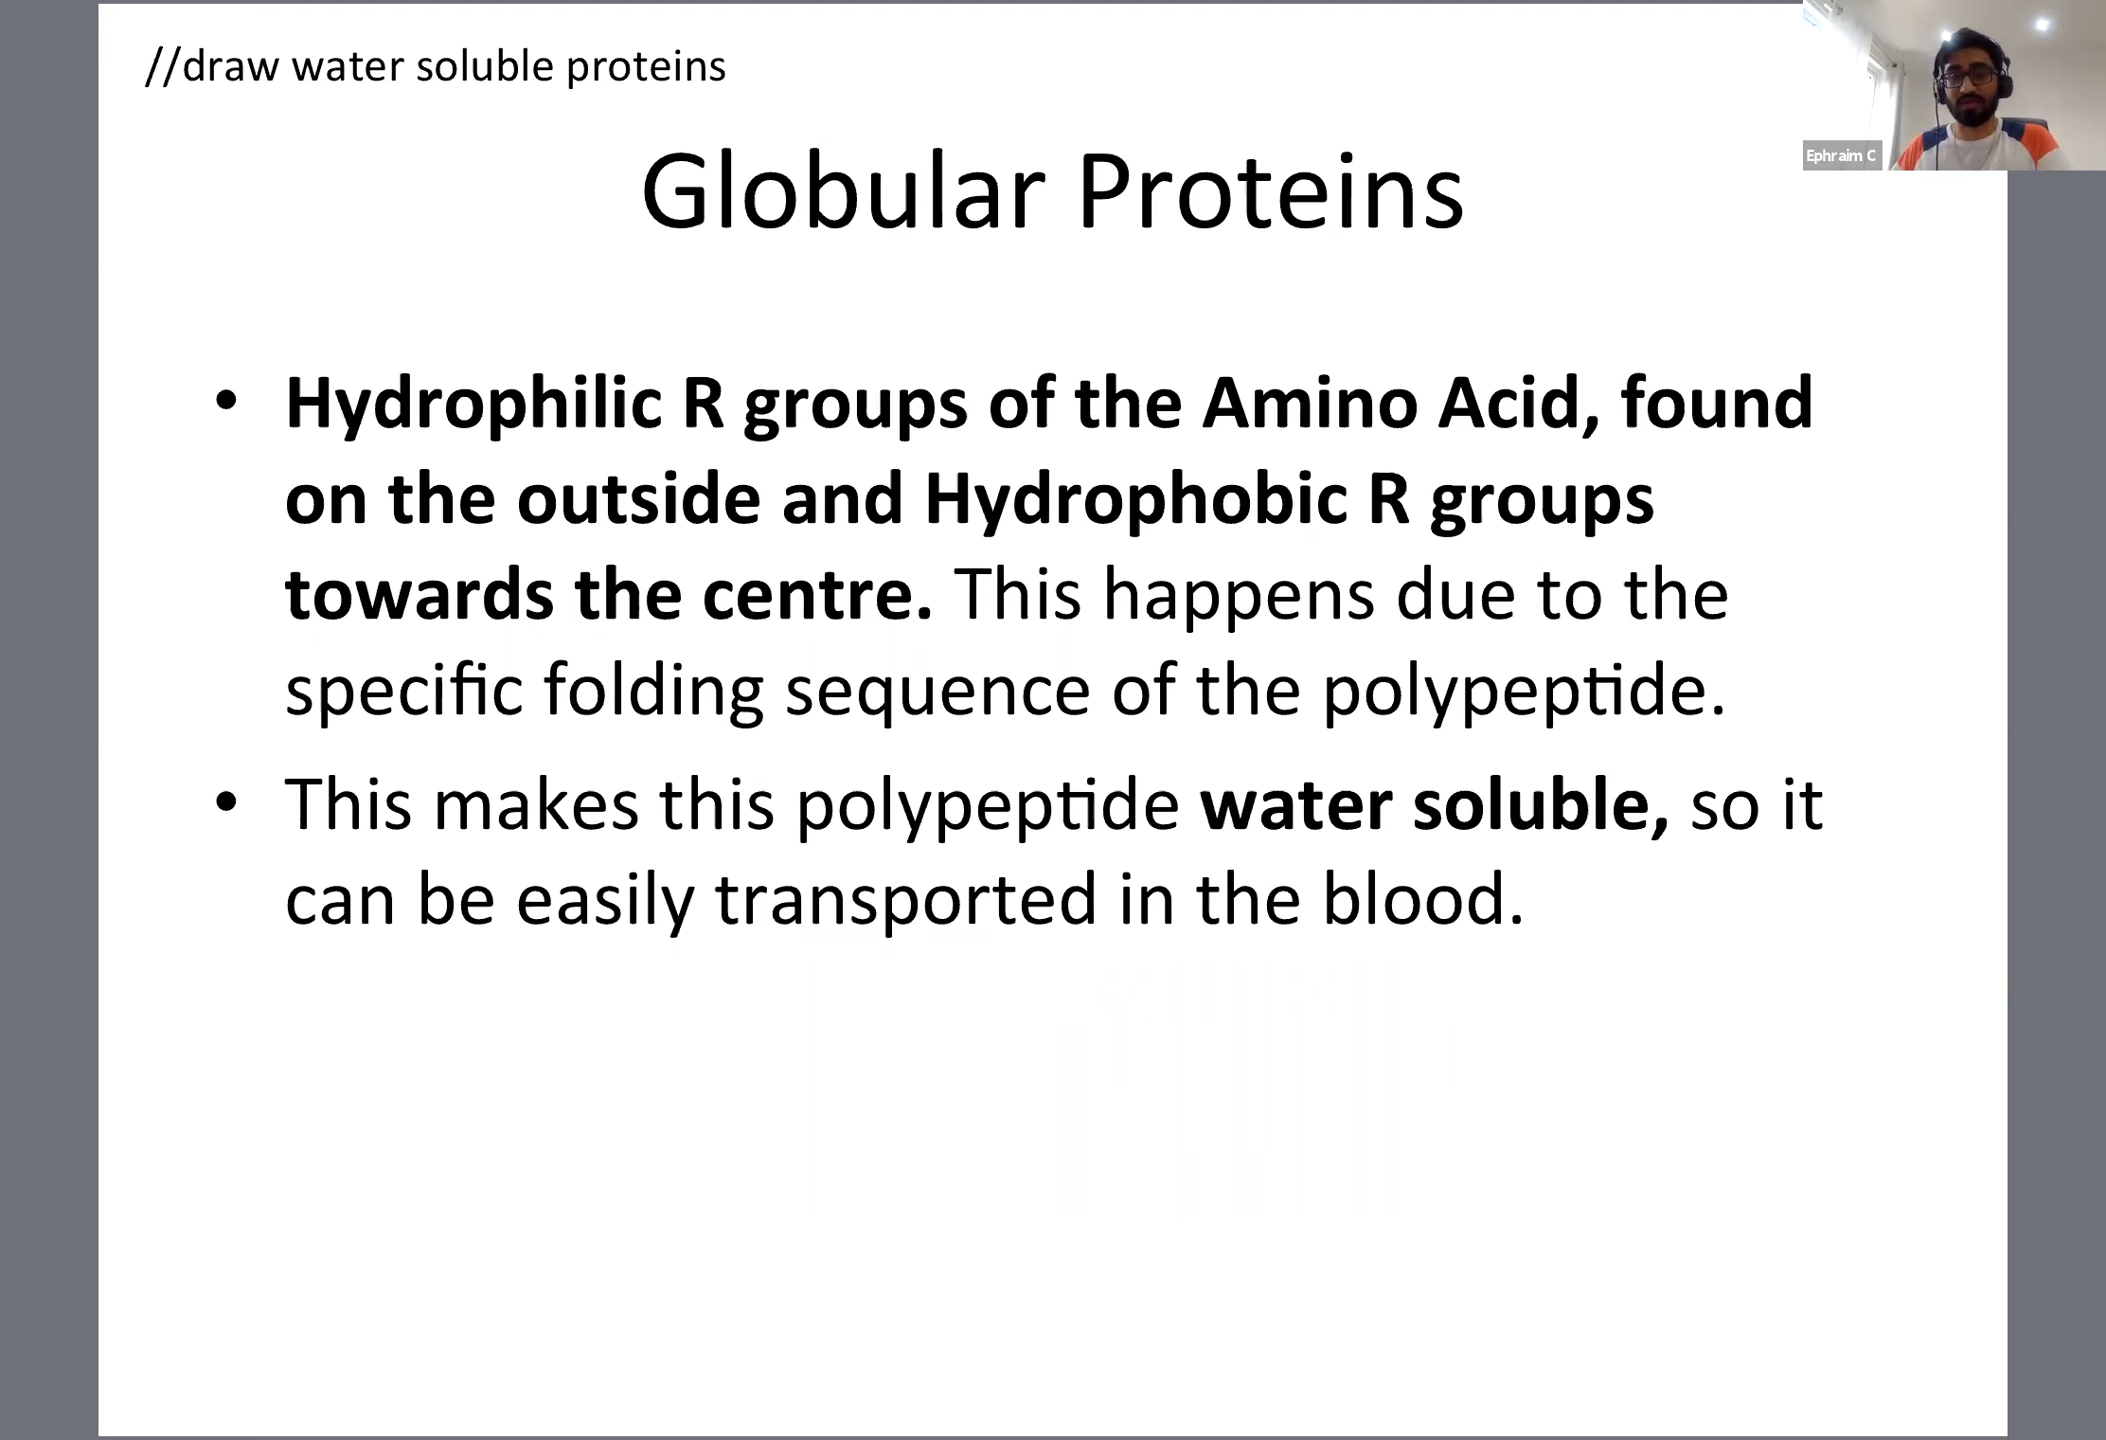 //draw water soluble proteins
Ephraim C
Globular Proteins
• Hydrophilic R groups of the Amino Acid, found
on the outside and Hydrophobic R groups
towards the centre. This happens due to the
specific folding sequence of the polypeptide.
• This makes this polypeptide water soluble, so it
can be easily transported in the blood.